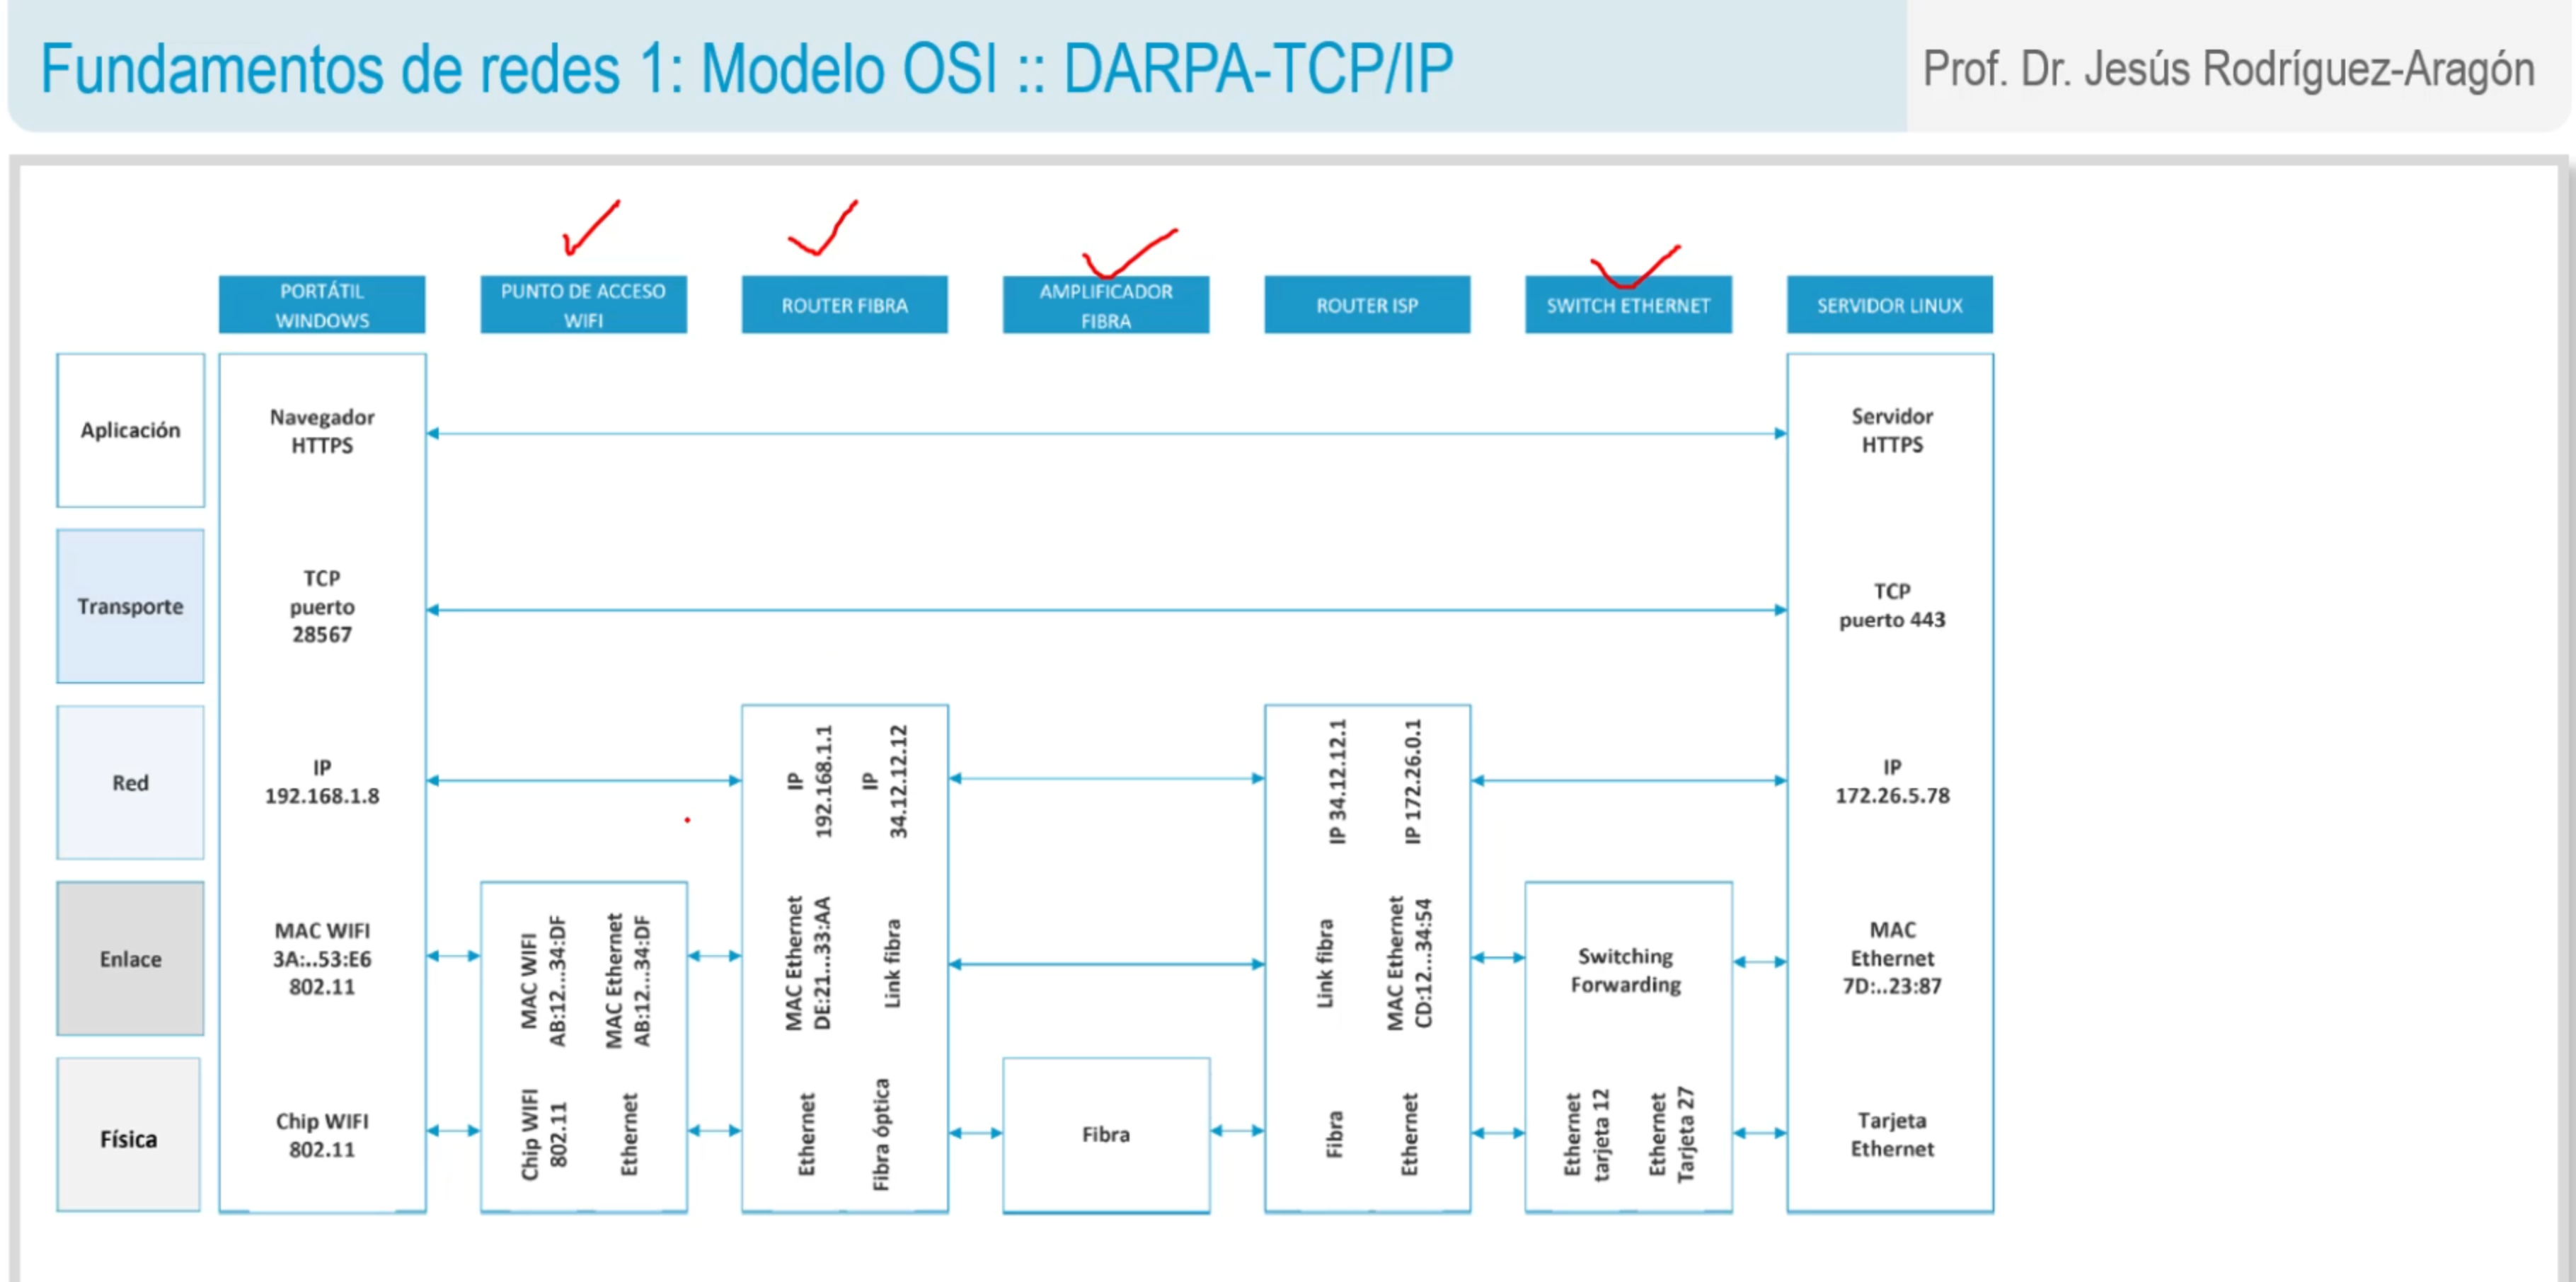 Fundamentos de redes 1: Modelo OSI :: DARPA-TCP/IP
Prof. Dr. Jesús Rodríguez-Aragón
PORTÁTIL
WINDOWS
PUNTO DE ACCESO
WIFI
ROUTER FIBRA
AMPLIFICADOR
FIBRA
ROUTER ISP
SWITCH ETHERNET
SERVIDOR LINUX
Aplicación
Navegador
HTTPS
Servidor
HTTPS
Transporte
TCP
puerto
28567
TCP
puerto 443
Red
IP
192.168.1.8
IP
192.168.1.1
IP
34.12.12.12
IP 34.12.12.1
IP 172.26.0.1
IP
172.26.5.78
Enlace
MAC WIFI
3A:..53:E6
802.11
MAC WIFI
AB:12...34:DF
MAC Ethernet
AB:12...34:DF
MAC Ethernet
DE:21...33:AA
Link fibra
Link fibra
MAC Ethernet
CD:12...34:54
Switching
Forwarding
MAC
Ethernet
7D:..23:87
Física
Chip WIFI
802.11
Chip WIFI
802.11
Ethernet
Ethernet
Fibra óptica
Fibra
Fibra
Ethernet
Ethernet
tarjeta 12
Ethernet
Tarjeta 27
Tarjeta
Ethernet